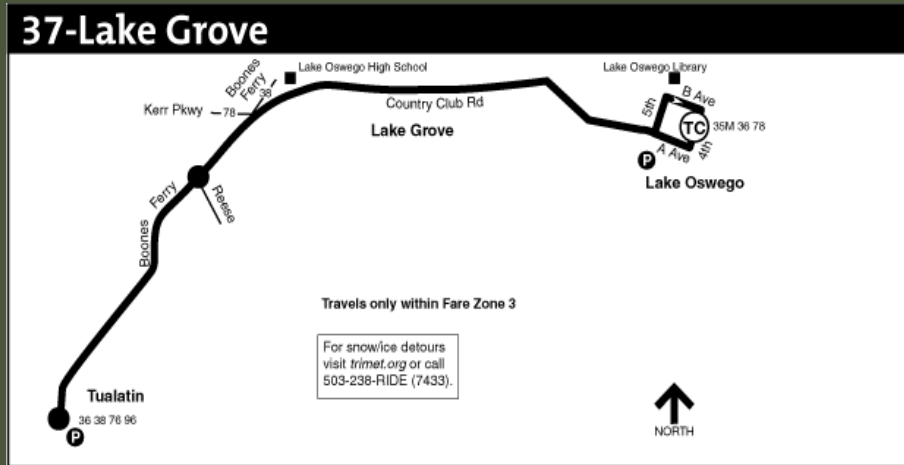 37-Lake Grove
Lake Oswego High School
Lake Oswego Library
Boones
Ferry
38
Kerr Pkwy
78
Country Club Rd
Lake Grove
5th
B Ave
TC
35M 36 78
A Ave
4th
P
Lake Oswego
Reese
Ferry
Boones
Travels only within Fare Zone 3
For snow/ice detours
visit trimet.org or call
503-238-RIDE (7433).
Tualatin
36 38 76 96
P
NORTH